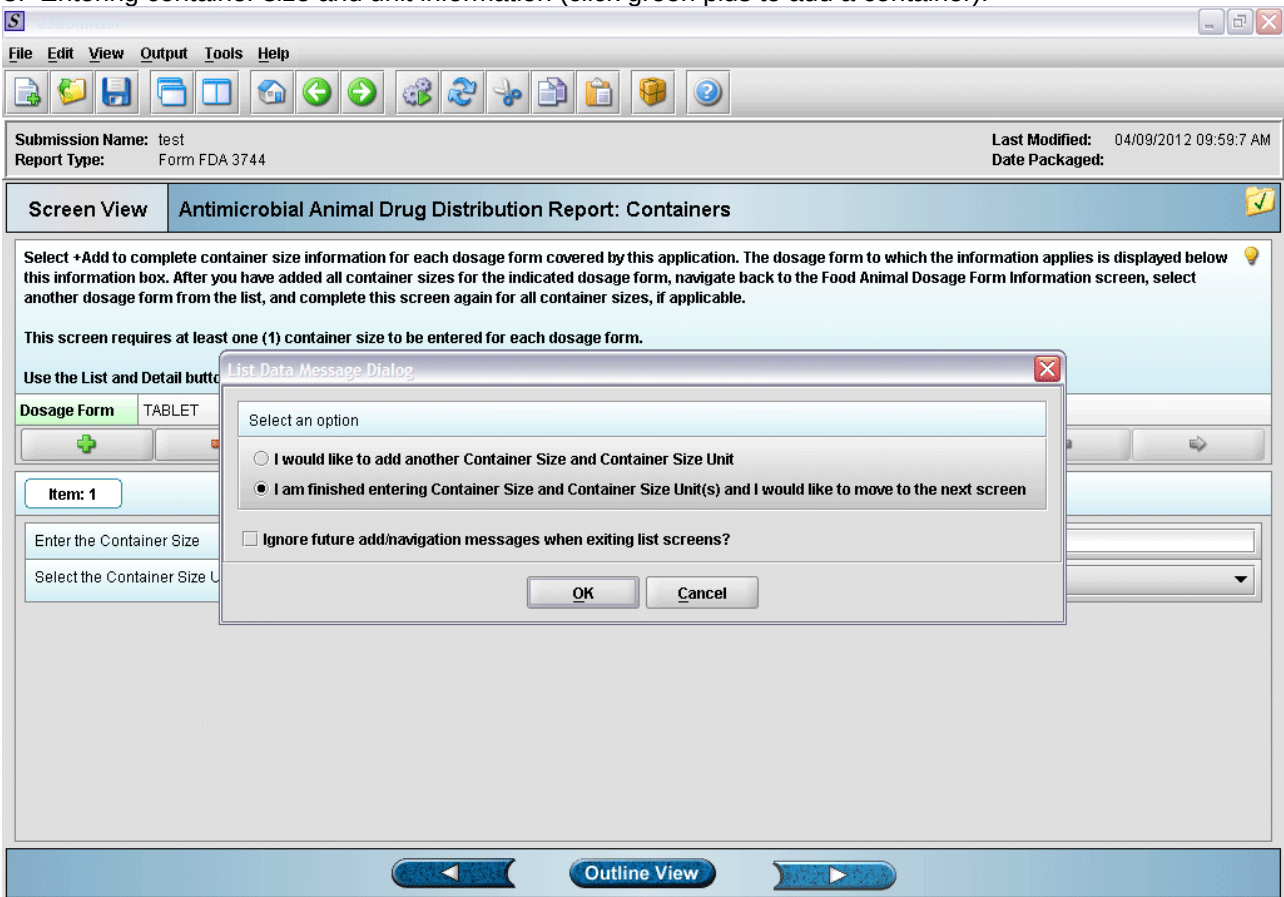 Entering container size and unit information (click green plus to add a container).
S eSubmitter
File Edit View Output Tools Help
Submission Name: test
Last Modified: 04/09/2012 09:59:7 AM
Report Type: Form FDA 3744
Date Packaged:
Screen View
Antimicrobial Animal Drug Distribution Report: Containers
Select +Add to complete container size information for each dosage form covered by this application. The dosage form to which the information applies is displayed below
this information box. After you have added all container sizes for the indicated dosage form, navigate back to the Food Animal Dosage Form Information screen, select
another dosage form from the list, and complete this screen again for all container sizes, if applicable.
This screen requires at least one (1) container size to be entered for each dosage form.
Use the List and Detail butto
Dosage Form TABLET
Item: 1
Enter the Container Size
Select the Container Size U
List Data Message Dialog
Select an option
I would like to add another Container Size and Container Size Unit
I am finished entering Container Size and Container Size Unit(s) and I would like to move to the next screen
Ignore future add/navigation messages when exiting list screens?
OK Cancel
Outline View